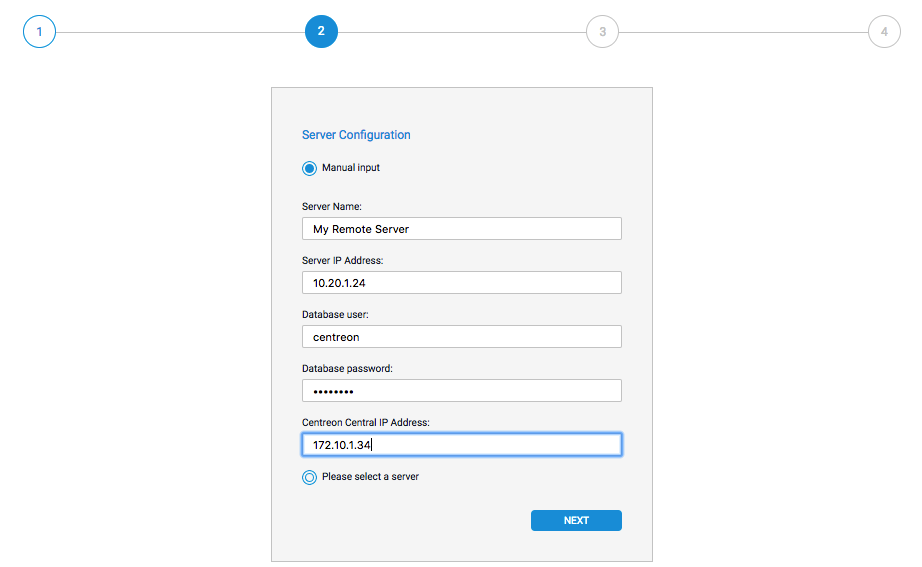 1 2 3 4
Server Configuration
Manual input
Server Name:
My Remote Server
Server IP Address:
10.20.1.24
Database user:
centreon
Database password:
••••••••
Centreon Central IP Address:
172.10.1.34
Please select a server
NEXT